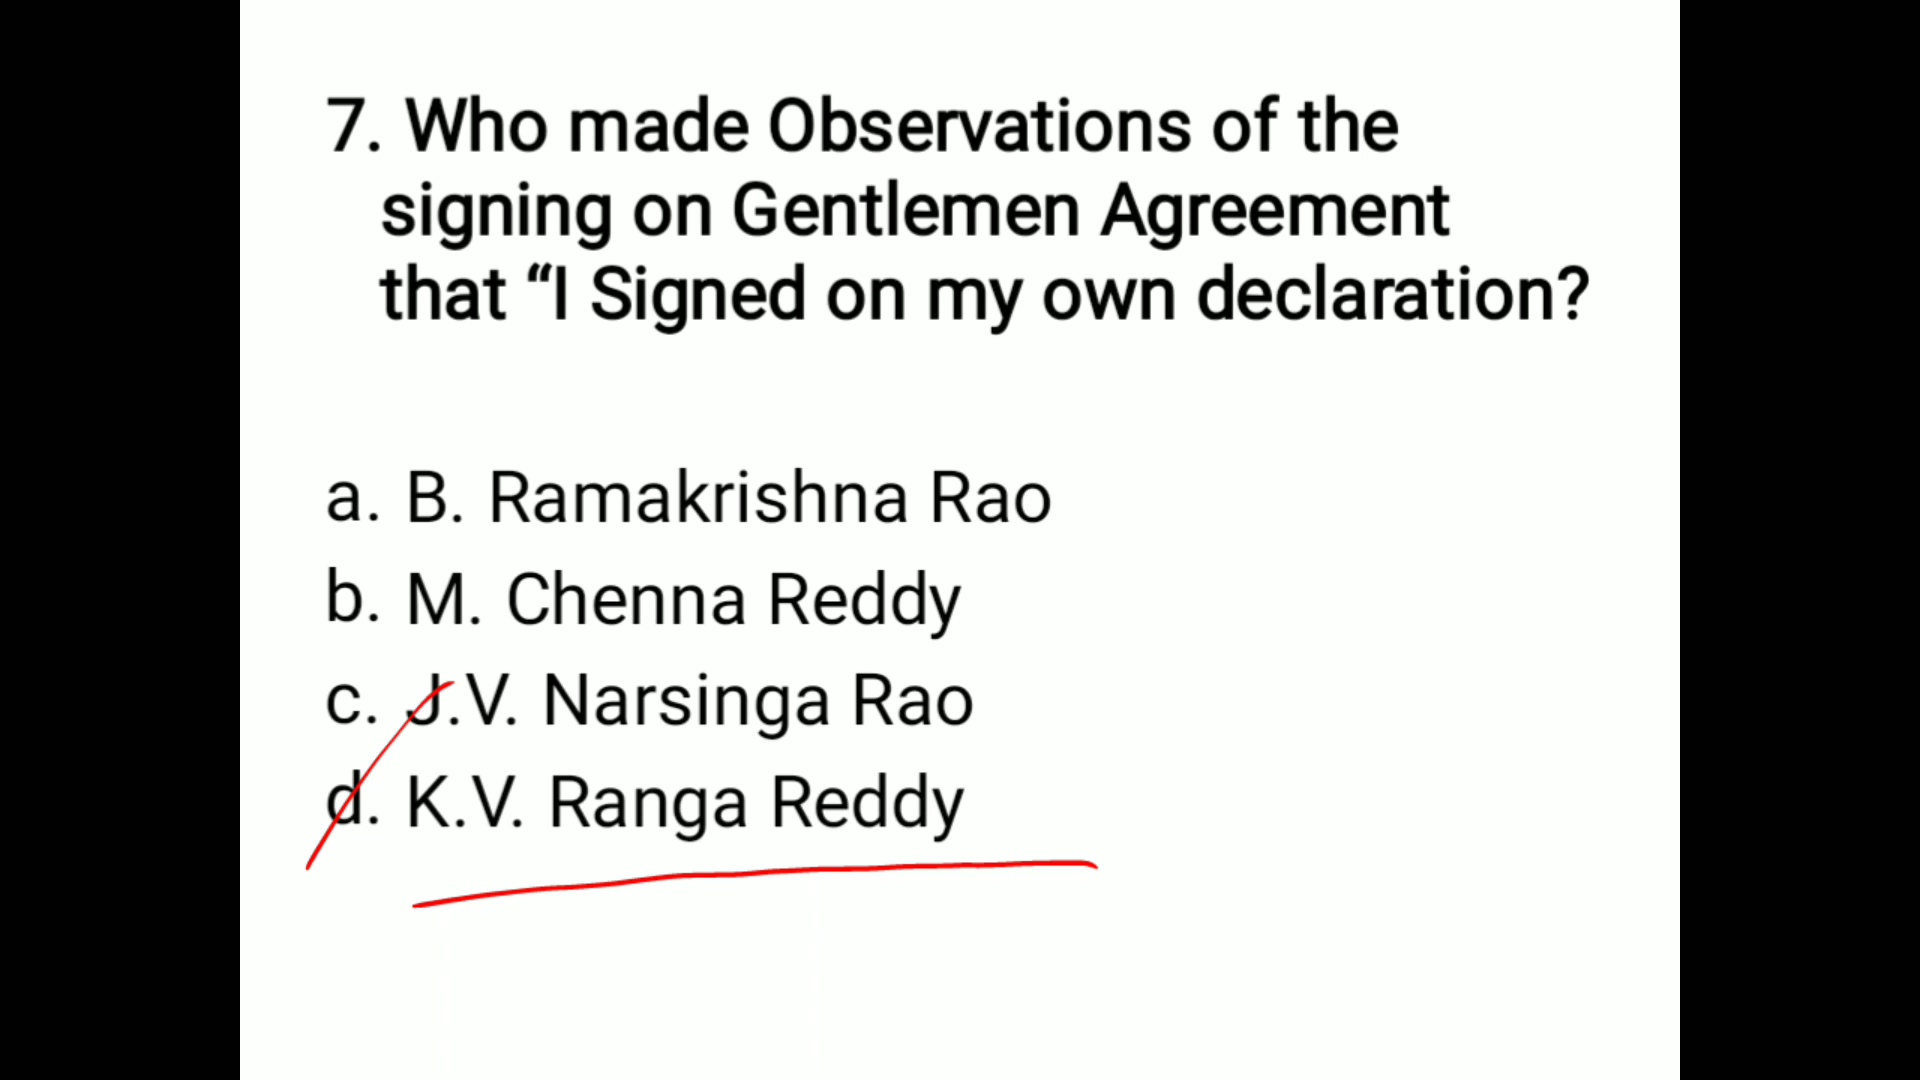 7. Who made Observations of the
signing on Gentlemen Agreement
that “I Signed on my own declaration?
a. B. Ramakrishna Rao
b. M. Chenna Reddy
c. J.V. Narsinga Rao
d. K.V. Ranga Reddy